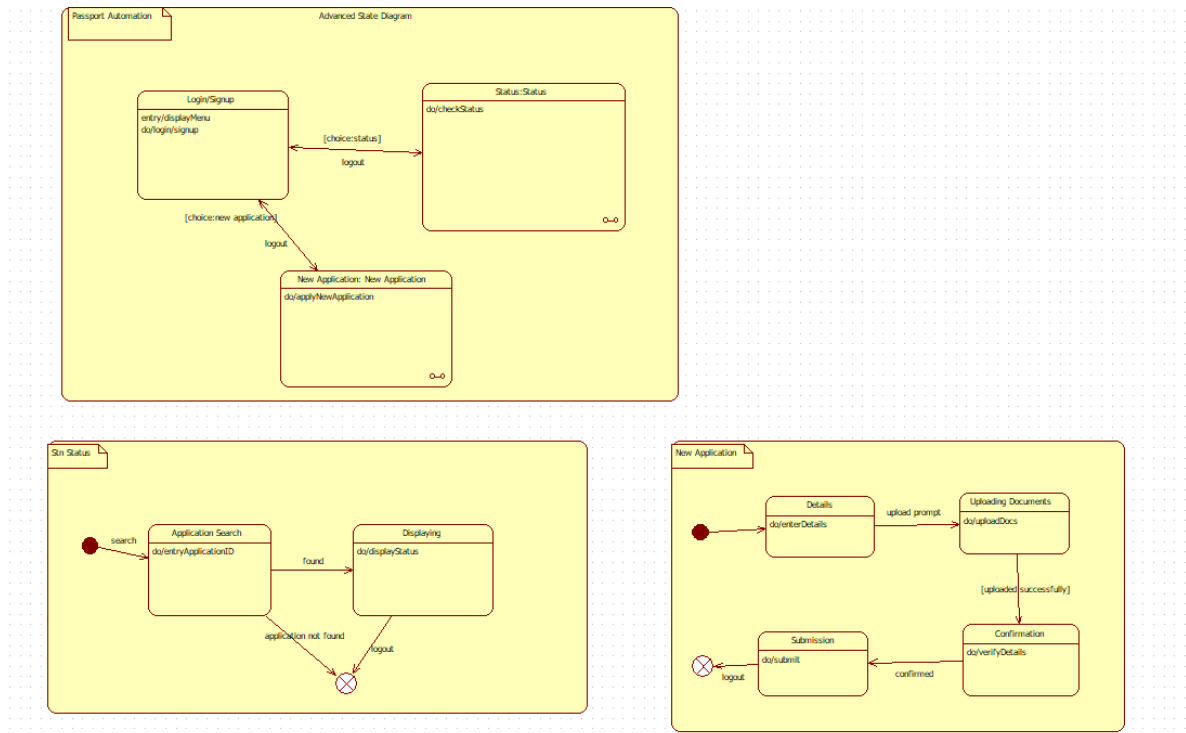 Passport Automation
Advanced State Diagram
Login/Signup
entry/displayMenu
do/login/signup
Status:Status
do/checkStatus
[choice:status]
logout
[choice:new application]
logout
New Application: New Application
do/applyNewApplication
Stn Status
search
Application Search
do/entryApplicationID
found
Displaying
do/displayStatus
application not found
logout
New Application
Details
do/enterDetails
upload prompt
Uploading Documents
do/uploadDocs
[uploaded successfully]
Confirmation
do/verifyDetails
confirmed
Submission
do/submit
logout